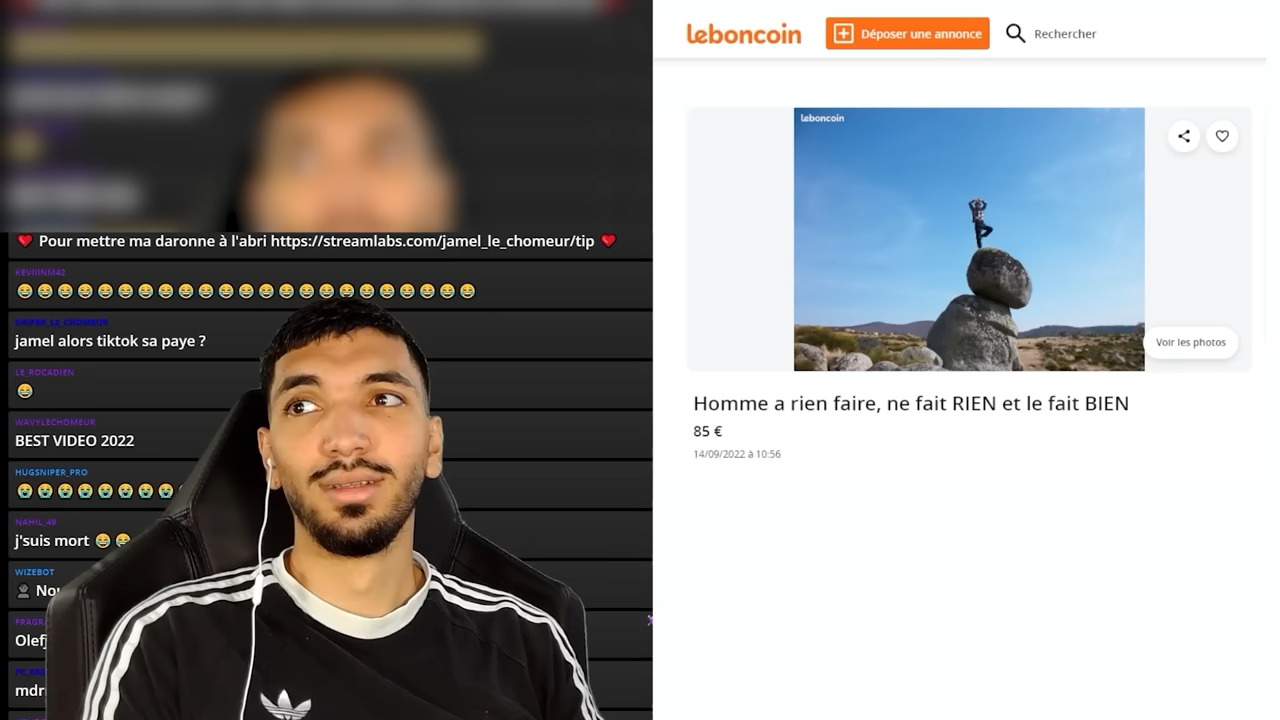 ❤️ Pour mettre ma daronne à l'abri https://streamlabs.com/jamel_le_chomeur/tip ❤️
KEVIIINM42
😂😂😂😂😂😂😂😂😂😂😂😂😂😂😂😂😂😂😂😂😂😂😂
jamel alors tiktok sa paye ?
LE_ROCADIEN
😂
WAVYLECHOMEUR
BEST VIDEO 2022
HUGSNIPER_PRO
😭😭😭😭😭😭😭😭
NAHIL_49
j'suis mort 😂😂
WIZEBOT
mdr
leboncoin
Déposer une annonce
Rechercher
leboncoin
Voir les photos
Homme a rien faire, ne fait RIEN et le fait BIEN
85 €
14/09/2022 à 10:56